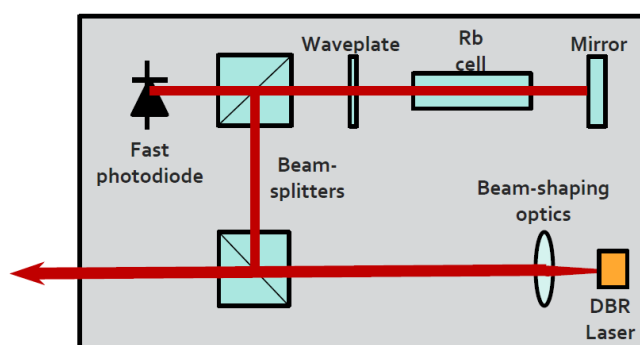 Waveplate
Rb
cell
Mirror
Fast
photodiode
Beam-
splitters
Beam-shaping
optics
DBR
Laser